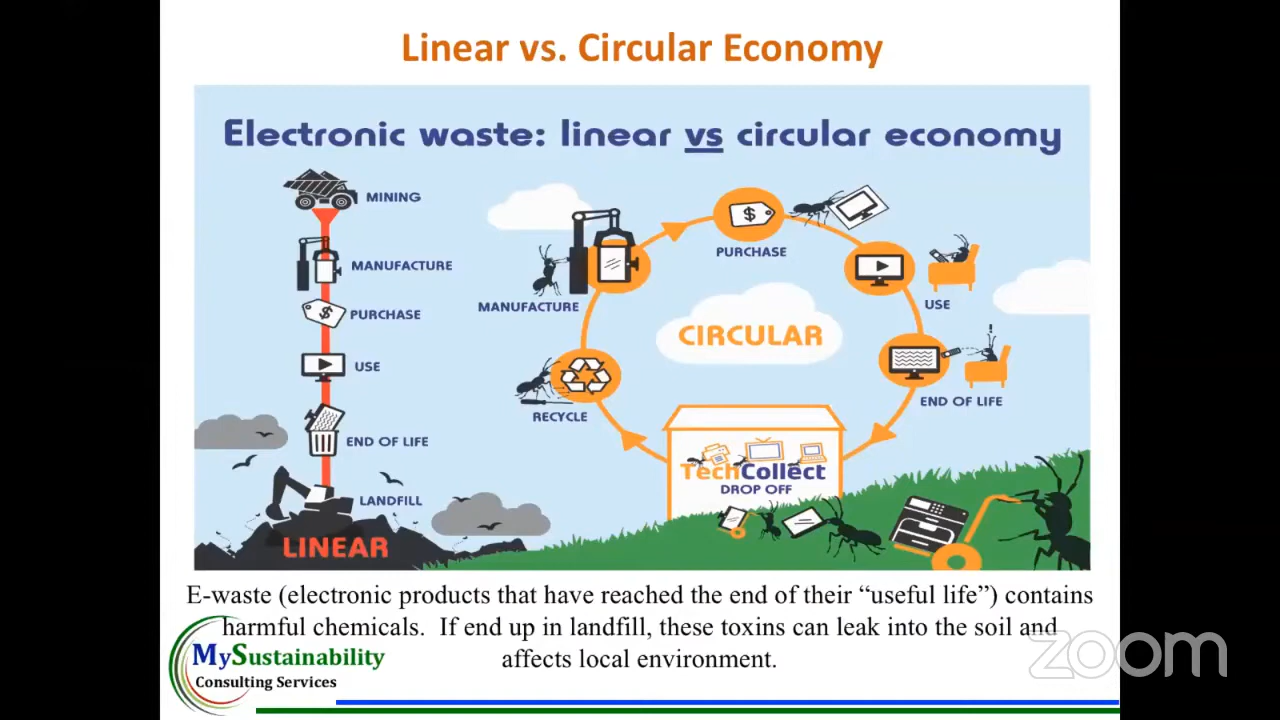 Linear vs. Circular Economy
Electronic waste: linear vs circular economy
MINING
MANUFACTURE
PURCHASE
USE
END OF LIFE
LANDFILL
LINEAR
PURCHASE
USE
END OF LIFE
MANUFACTURE
CIRCULAR
RECYCLE
TechCollect
DROP OFF
E-waste (electronic products that have reached the end of their “useful life”) contains
harmful chemicals. If end up in landfill, these toxins can leak into the soil and
affects local environment.
MySustainability
Consulting Services
zoom